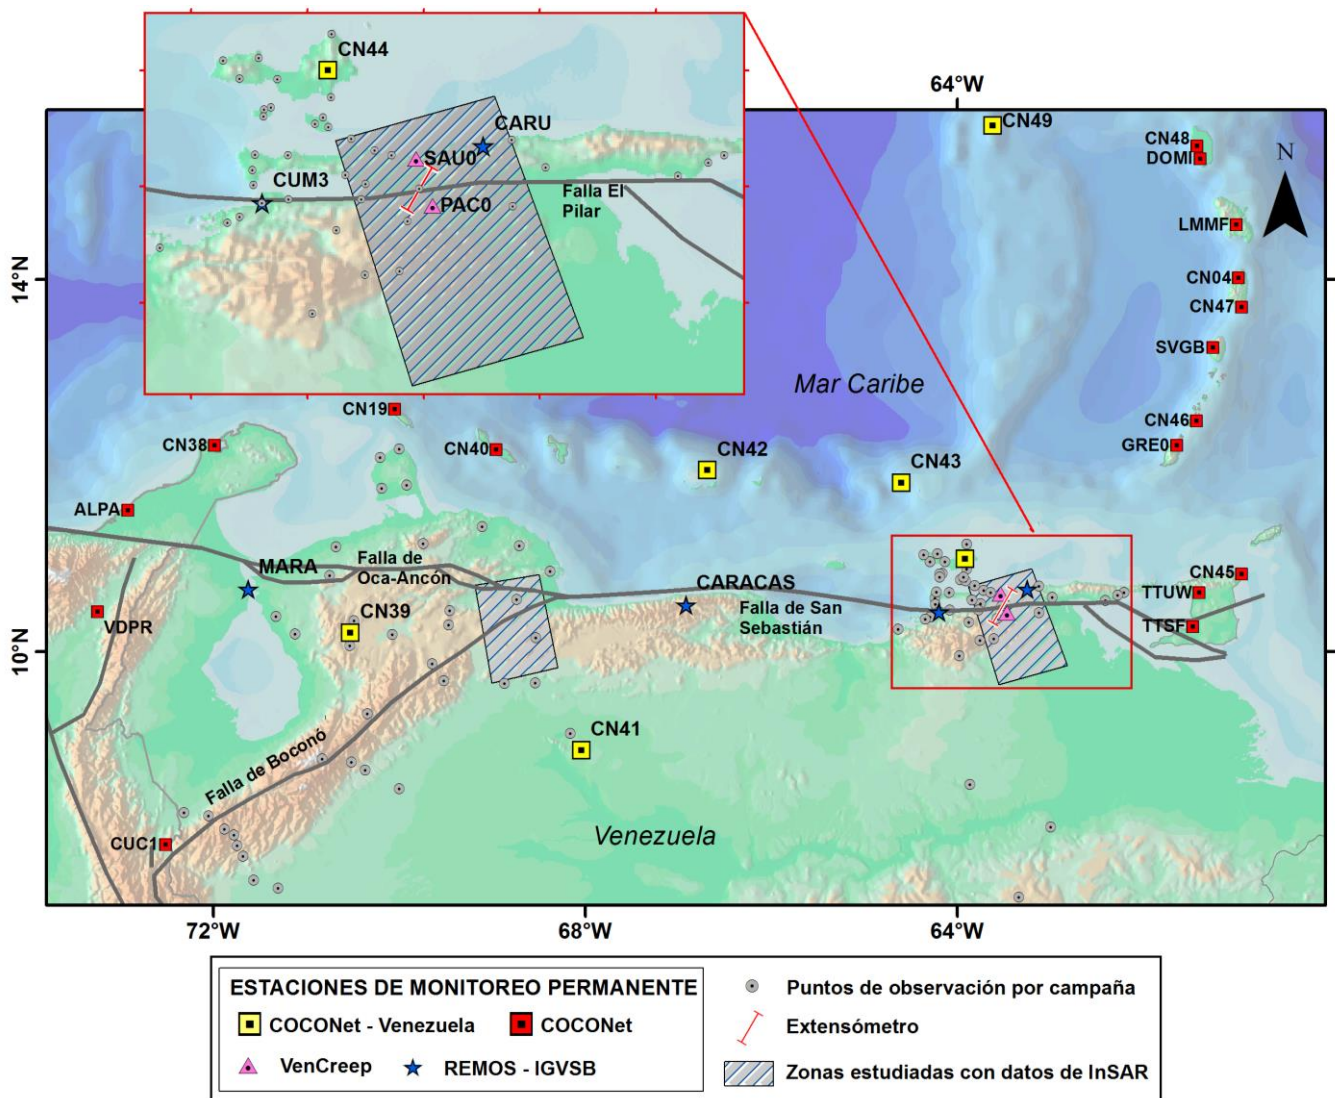 CN44
CARU
SAU0
CUM3
PAC0
Falla El
Pilar
64°W
CN49
CN48
DOMI
N
LMMF
14°N
CN04
CN47
SVGB
Mar Caribe
CN19
CN46
CN38
CN40
GRE0
CN42
CN43
ALPA
MARA
Falla de
Oca-Ancón
CARACAS
CN45
TTUW
CN39
VDPR
Falla de San
Sebastián
TTSF
10°N
CN41
Falla de Boconó
CUC1
Venezuela
72°W
68°W
64°W
ESTACIONES DE MONITOREO PERMANENTE
COCONet - Venezuela
COCONet
VenCreep
REMOS - IGVSB
Puntos de observación por campaña
Extensómetro
Zonas estudiadas con datos de InSAR